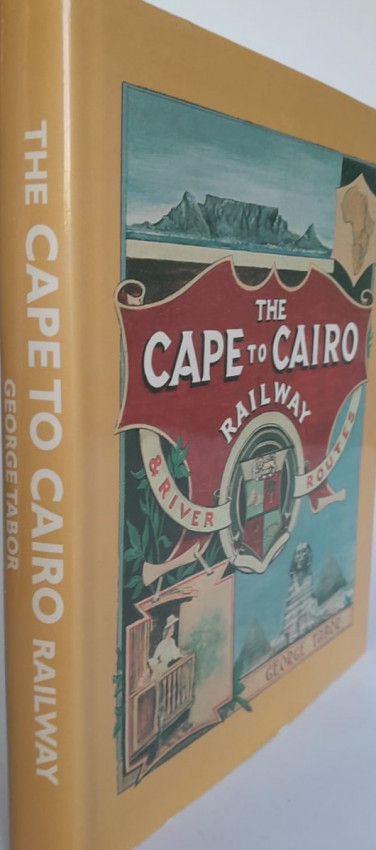 THE CAPE TO CAIRO RAILWAY
GEORGE TABOR
THE
CAPE TO CAIRO
RAILWAY
& RIVER ROUTES
GEORGE TABOR